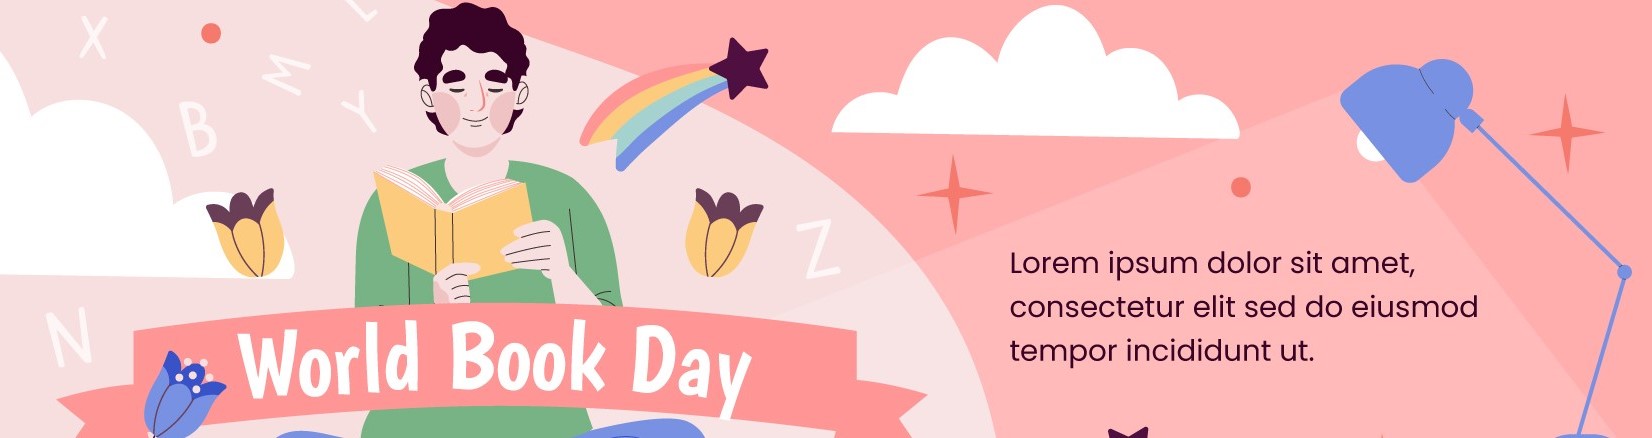 L
X
M
Y
B
Z
N
World Book Day
Lorem ipsum dolor sit amet,
consectetur elit sed do eiusmod
tempor incididunt ut.